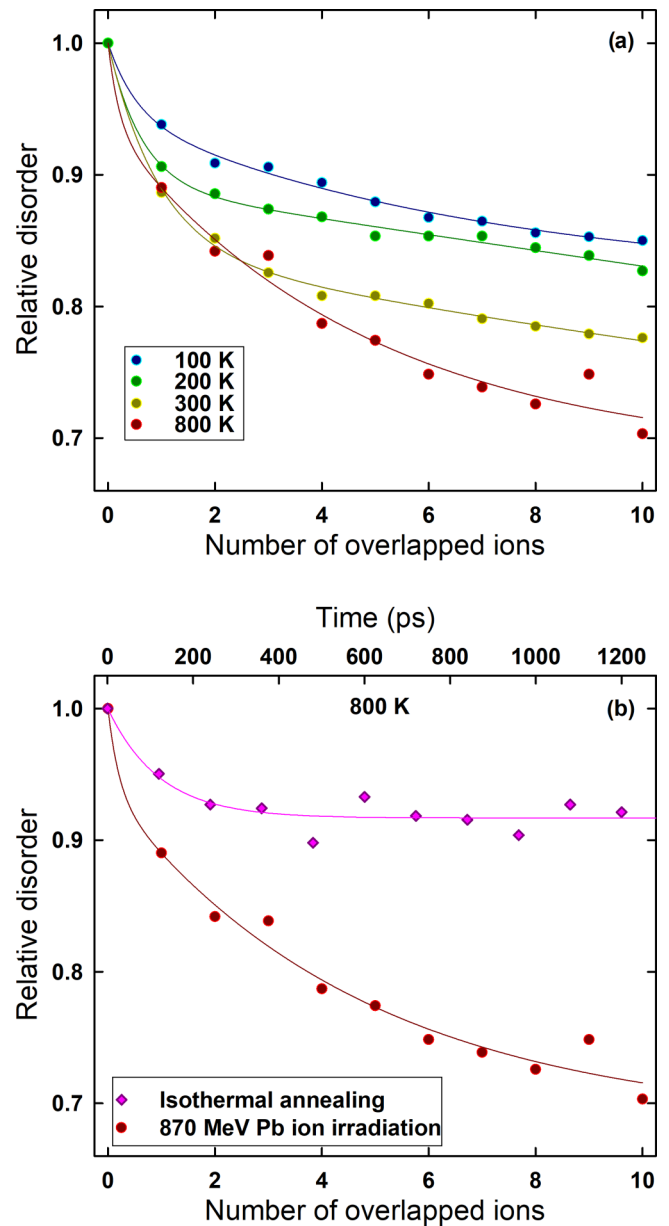 (a)
1.0
0.9
0.8
0.7
Relative disorder
100 K
200 K
300 K
800 K
0 2 4 6 8 10
Number of overlapped ions
Time (ps)
0 200 400 600 800 1000 1200
800 K (b)
1.0
0.9
0.8
0.7
Relative disorder
Isothermal annealing
870 MeV Pb ion irradiation
0 2 4 6 8 10
Number of overlapped ions